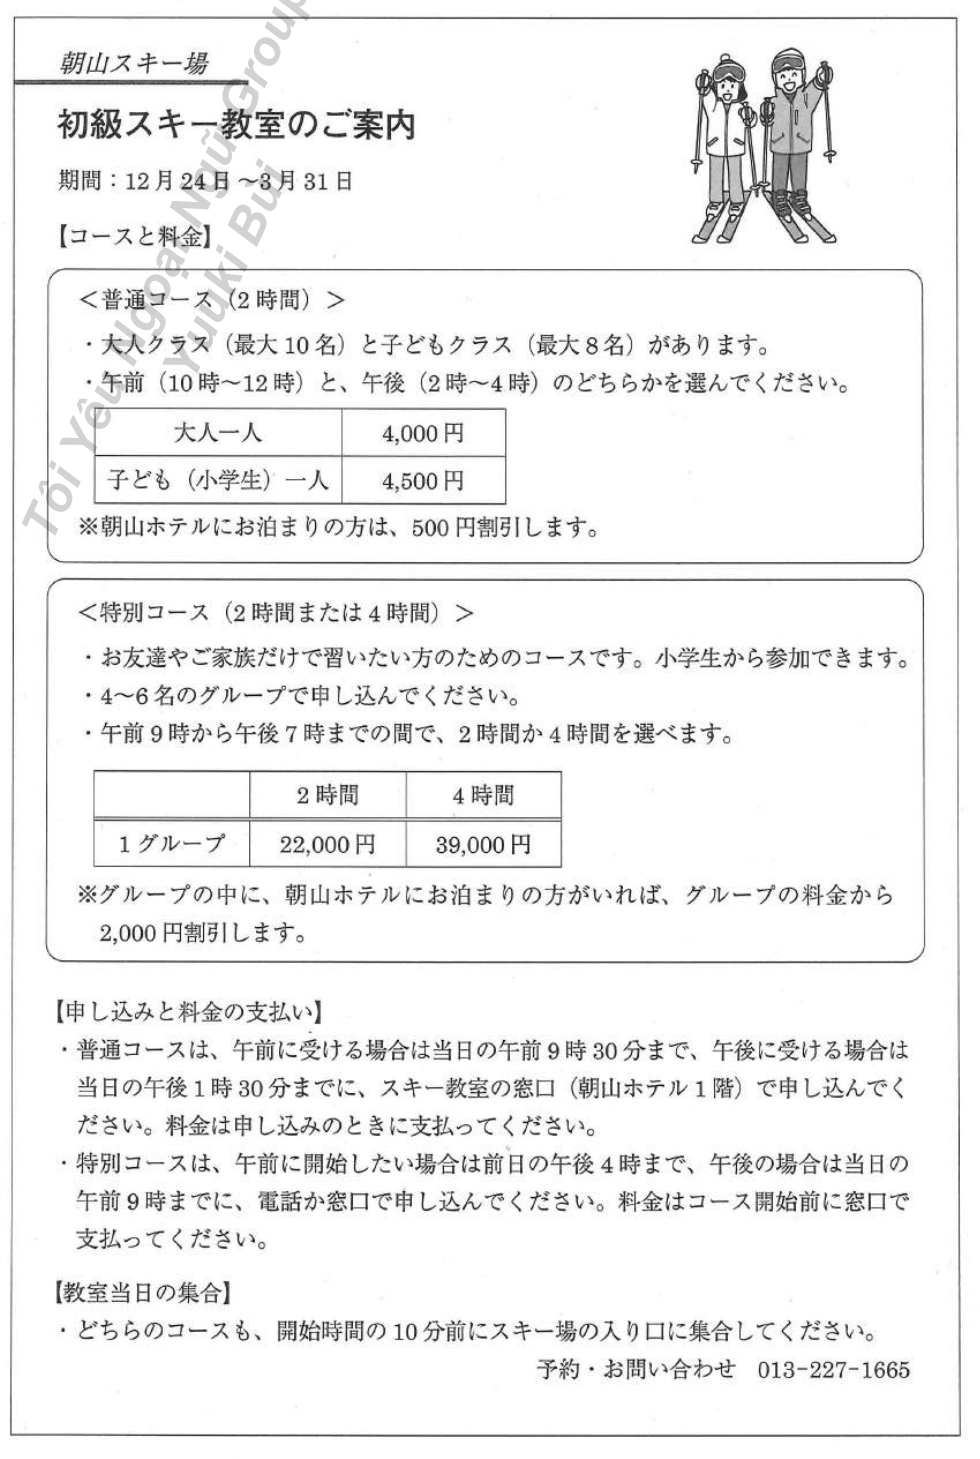 朝山スキー場
初級スキー教室のご案内
期間：12月24日～3月31日
【コースと料金】
＜普通コース（2時間）＞
・大人クラス（最大10名）と子どもクラス（最大8名）があります。
・午前（10時～12時）と、午後（2時～4時）のどちらかを選んでください。
大人一人 4,000円
子ども（小学生）一人 4,500円
※朝山ホテルにお泊まりの方は、500円割引します。
＜特別コース（2時間または4時間）＞
・お友達やご家族だけで習いたい方のためのコースです。小学生から参加できます。
・4～6名のグループで申し込んでください。
・午前9時から午後7時までの間で、2時間か4時間を選べます。
2時間 4時間
1グループ 22,000円 39,000円
※グループの中に、朝山ホテルにお泊まりの方がいれば、グループの料金から
2,000円割引します。
【申し込みと料金の支払い】
・普通コースは、午前に受ける場合は当日の午前9時30分まで、午後に受ける場合は
当日の午後1時30分までに、スキー教室の窓口（朝山ホテル1階）で申し込んでく
ださい。料金は申し込みのときに支払ってください。
・特別コースは、午前に開始したい場合は前日の午後4時まで、午後の場合は当日の
午前9時までに、電話か窓口で申し込んでください。料金はコース開始前に窓口で
支払ってください。
【教室当日の集合】
・どちらのコースも、開始時間の10分前にスキー場の入り口に集合してください。
予約・お問い合わせ 013-227-1665
Tôi Yêu Ngoại Ngữ Group
Yuuki Bùi